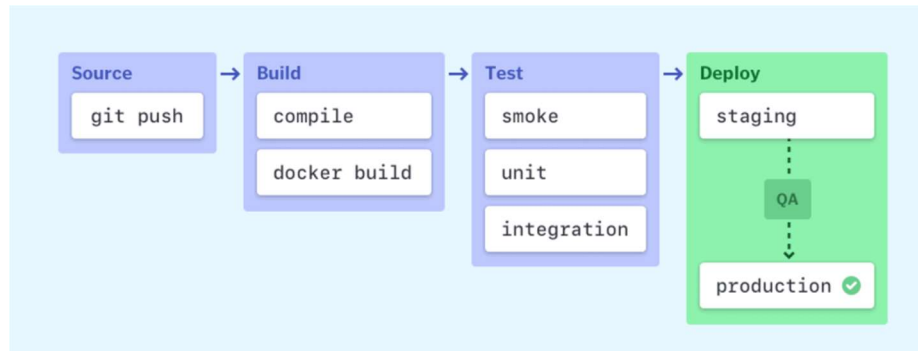 Source
git push
Build
compile
docker build
Test
smoke
unit
integration
Deploy
staging
QA
production